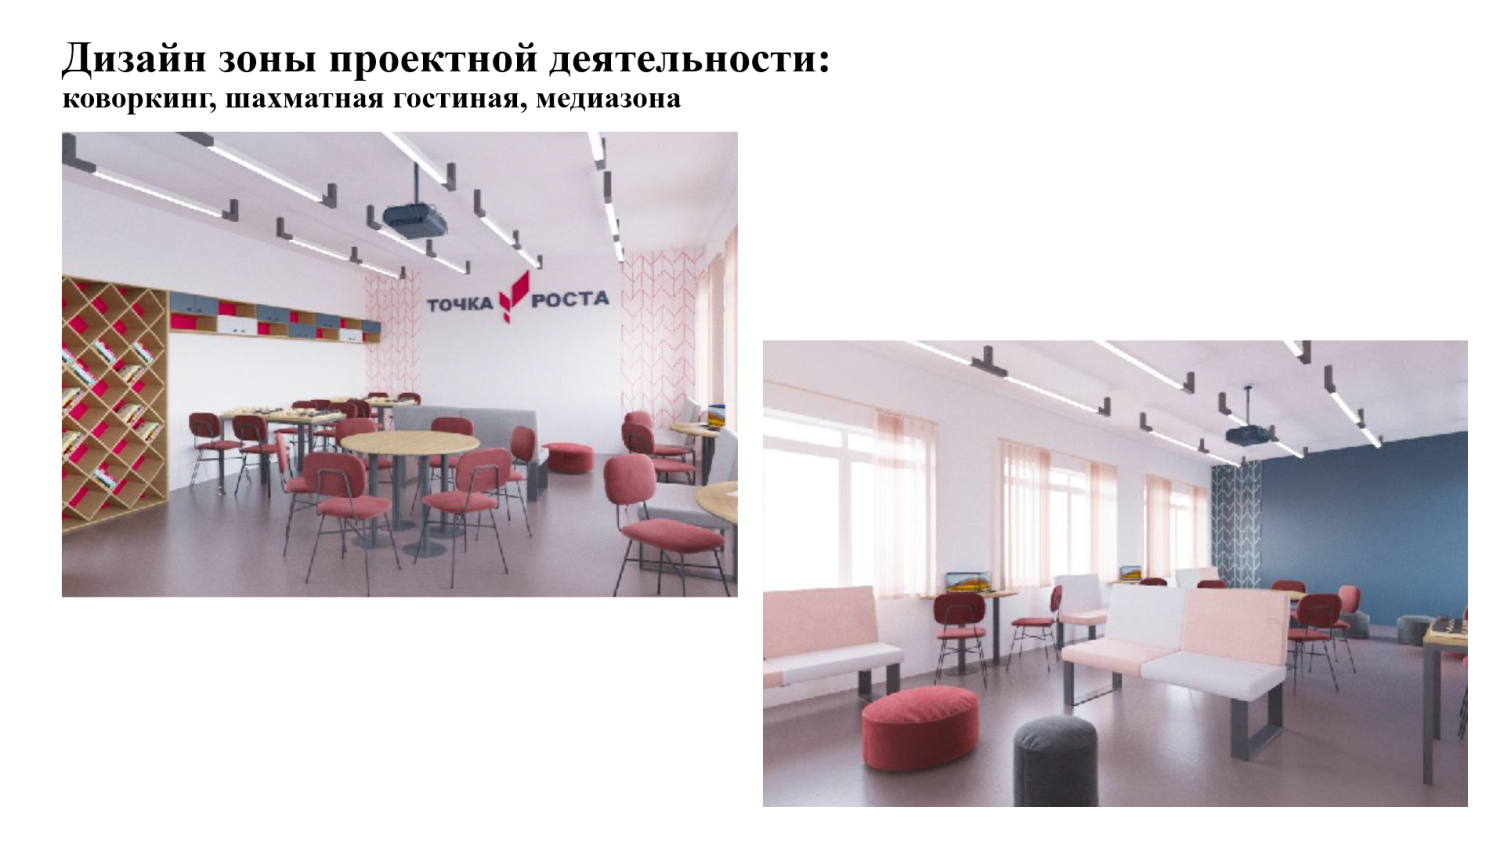 Дизайн зоны проектной деятельности:
коворкинг, шахматная гостиная, медиазона
ТОЧКА РОСТА